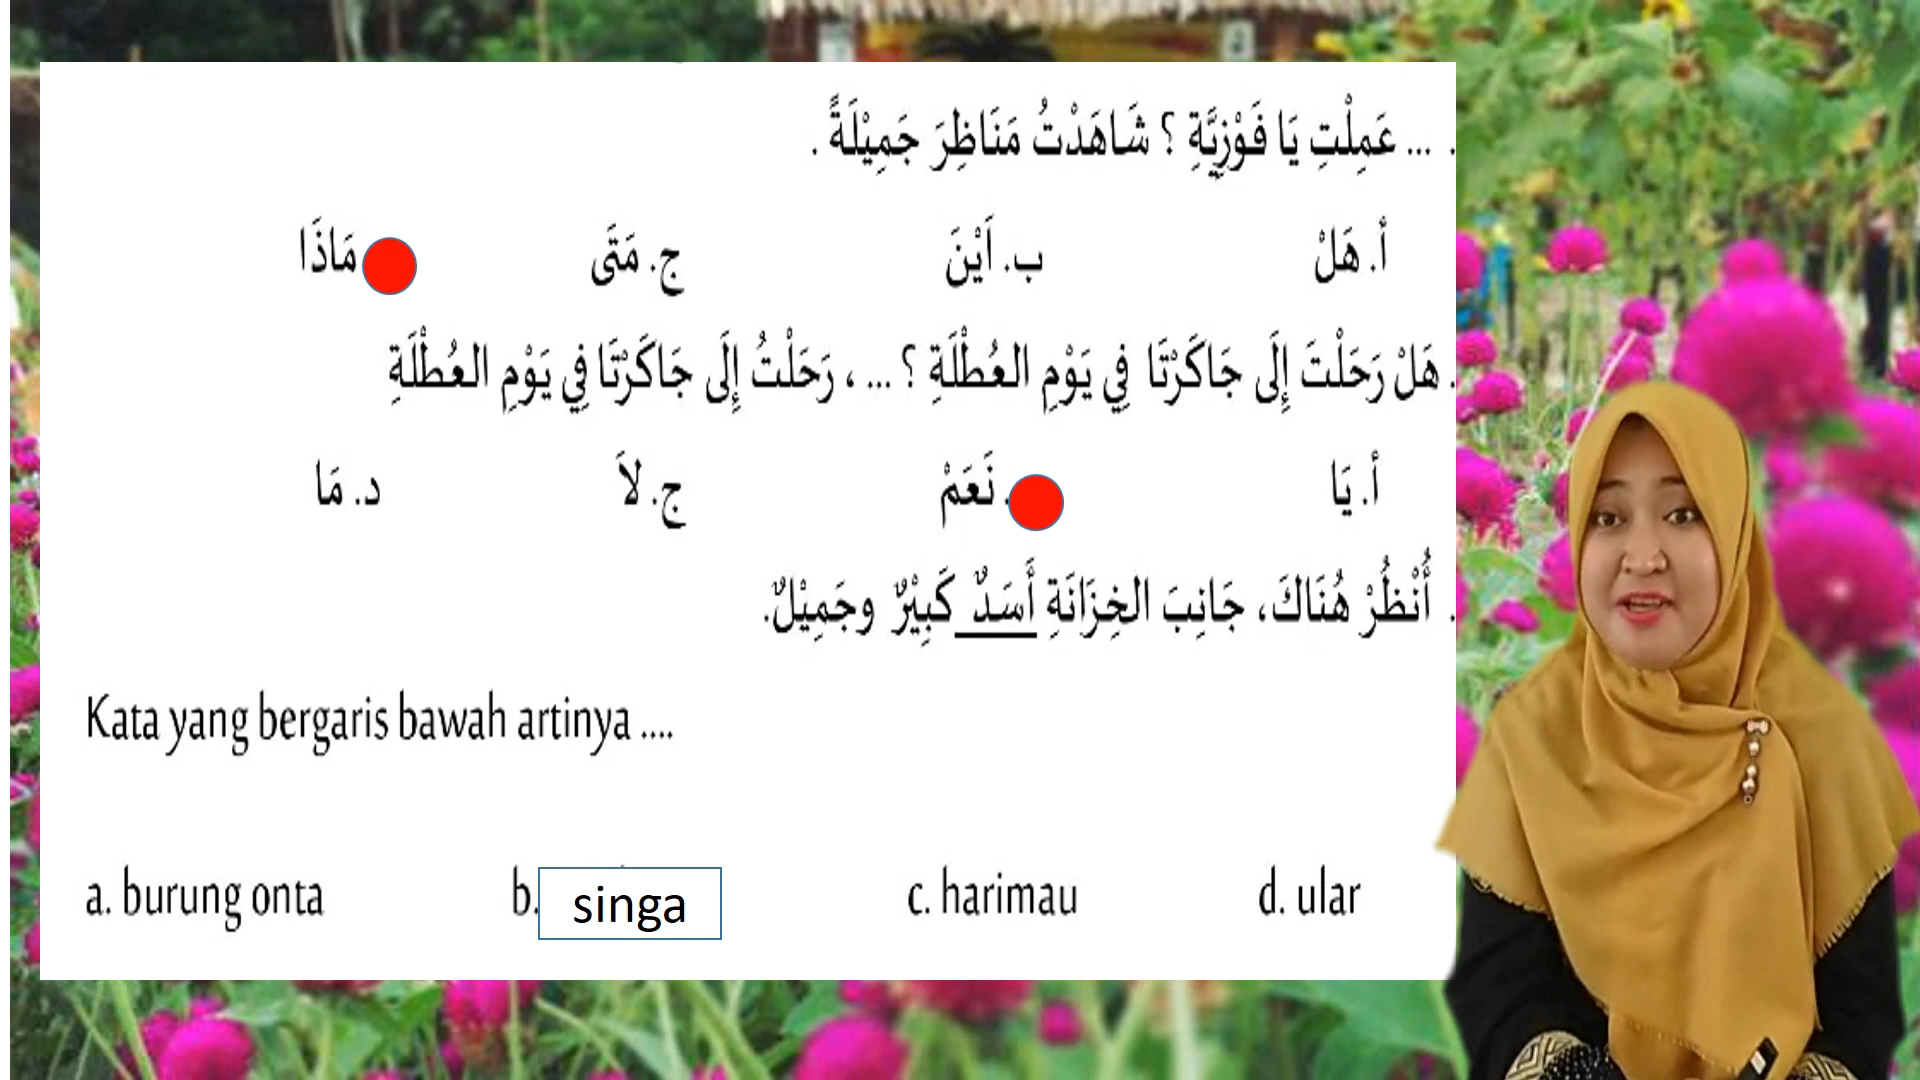 . ... عَمِلْتِ يَا فَوْزِيَّةِ ؟ شَاهَدْتُ مَنَاظِرَ جَمِيْلَةً .
أ. هَلْ ب. اَيْنَ ج. مَتَى مَاذَا
. هَلْ رَحَلْتَ إِلَى جَاكَرْتَا فِي يَوْمِ العُطْلَةِ ؟ ... ، رَحَلْتُ إِلَى جَاكَرْتَا فِي يَوْمِ العُطْلَةِ
أ. يَا . نَعَمْ ج. لاَ د. مَا
. أُنْظُرْ هُنَاكَ، جَانِبَ الخِزَانَةِ أَسَدٌ كَبِيْرٌ وجَمِيْلٌ.
Kata yang bergaris bawah artinya ....
a. burung onta b. singa c. harimau d. ular